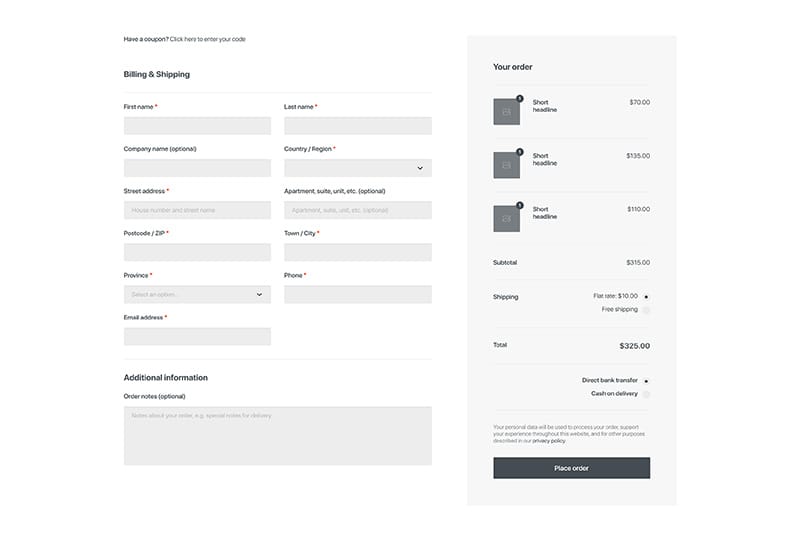 Have a coupon? Click here to enter your code
Billing & Shipping
First name *
Last name *
Company name (optional)
Country / Region *
Street address *
House number and street name
Apartment, suite, unit, etc. (optional)
Apartment, suite, unit, etc. (optional)
Postcode / ZIP *
Town / City *
Province *
Select an option...
Phone *
Email address *
Additional information
Order notes (optional)
Notes about your order, e.g. special notes for delivery.
Your order
1
Short
headline
$70.00
1
Short
headline
$135.00
1
Short
headline
$110.00
Subtotal
$315.00
Shipping
Flat rate: $10.00
Free shipping
Total
$325.00
Direct bank transfer
Cash on delivery
Your personal data will be used to process your order, support
your experience throughout this website, and for other purposes
described in our privacy policy.
Place order